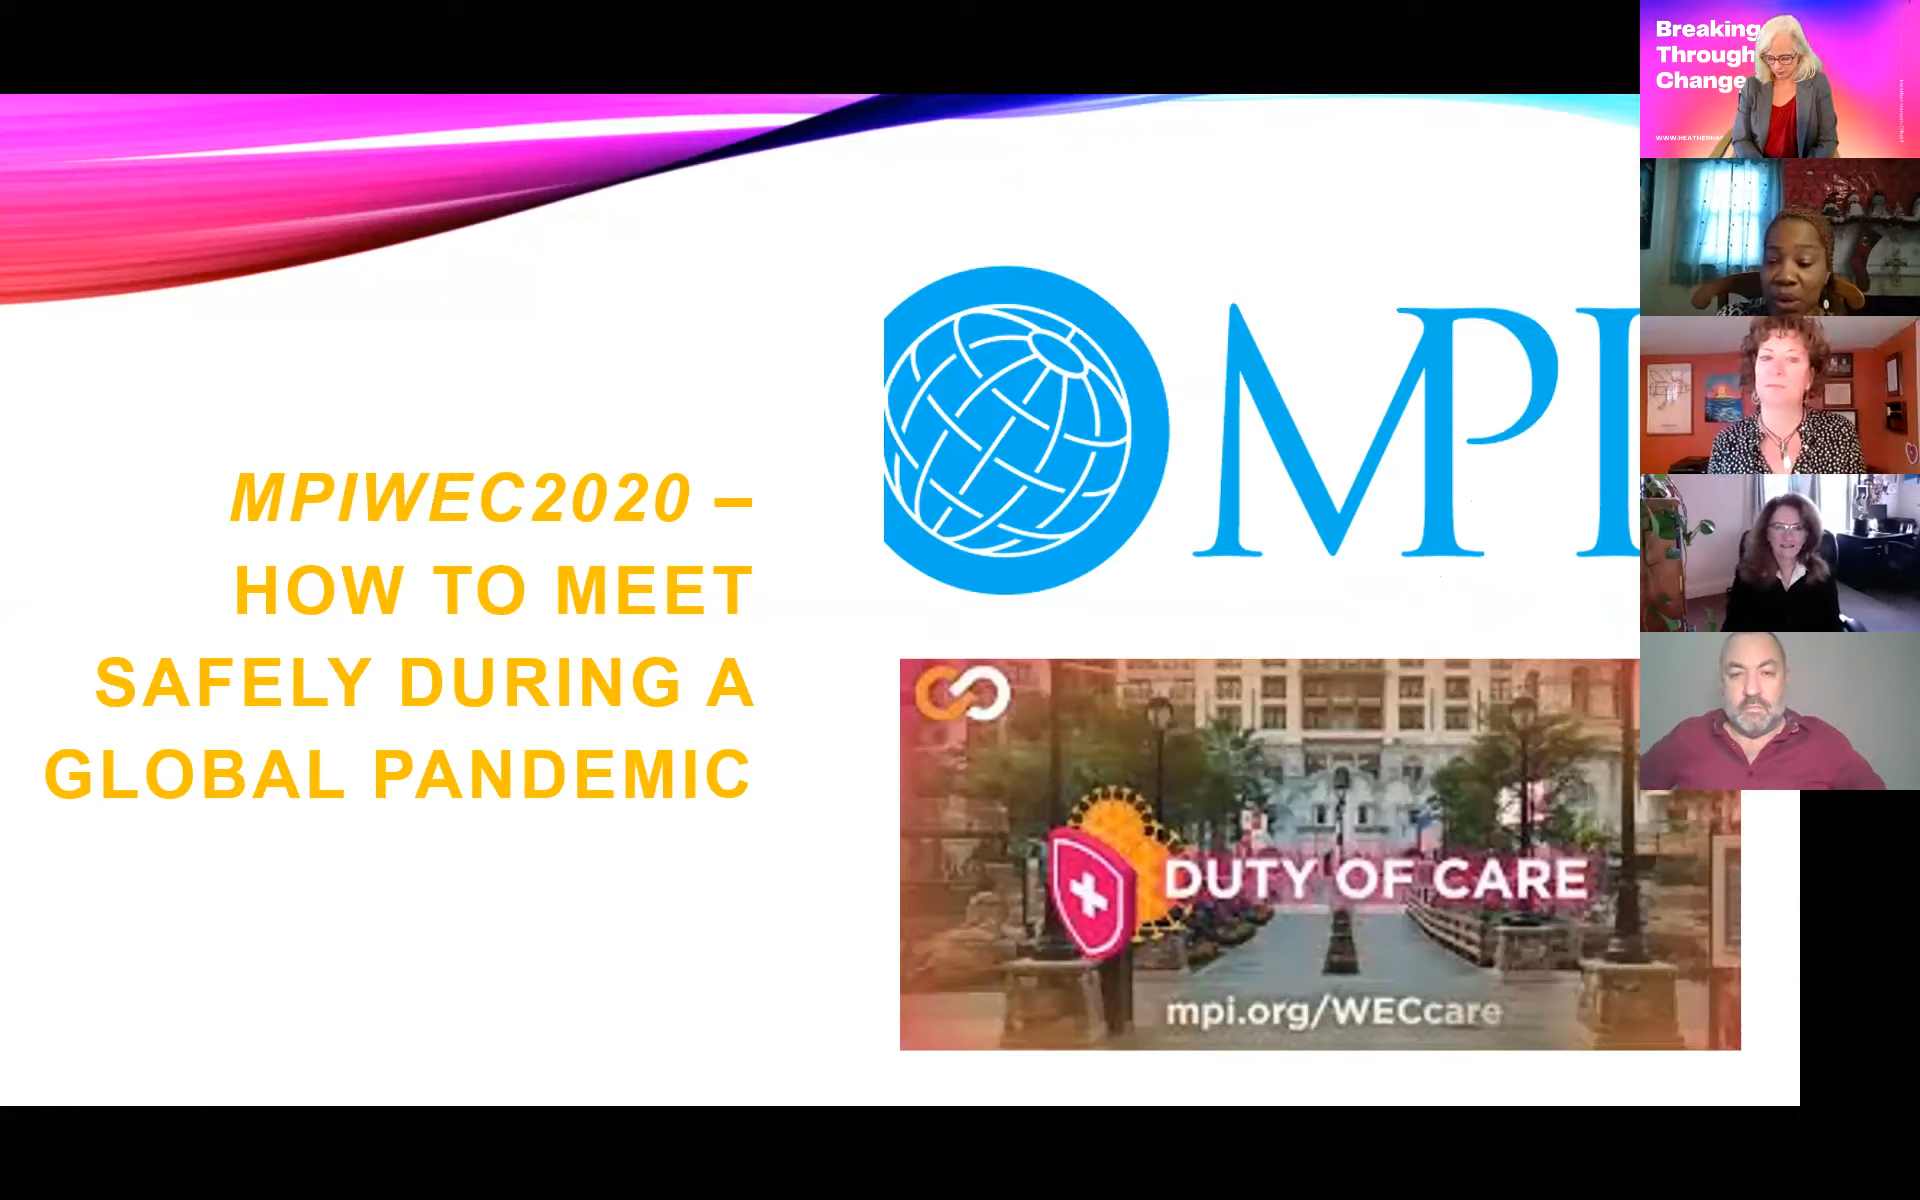 MPIWEC2020 –
HOW TO MEET
SAFELY DURING A
GLOBAL PANDEMIC
MPI
DUTY OF CARE
mpi.org/WECcare
Breaking
Through
Change